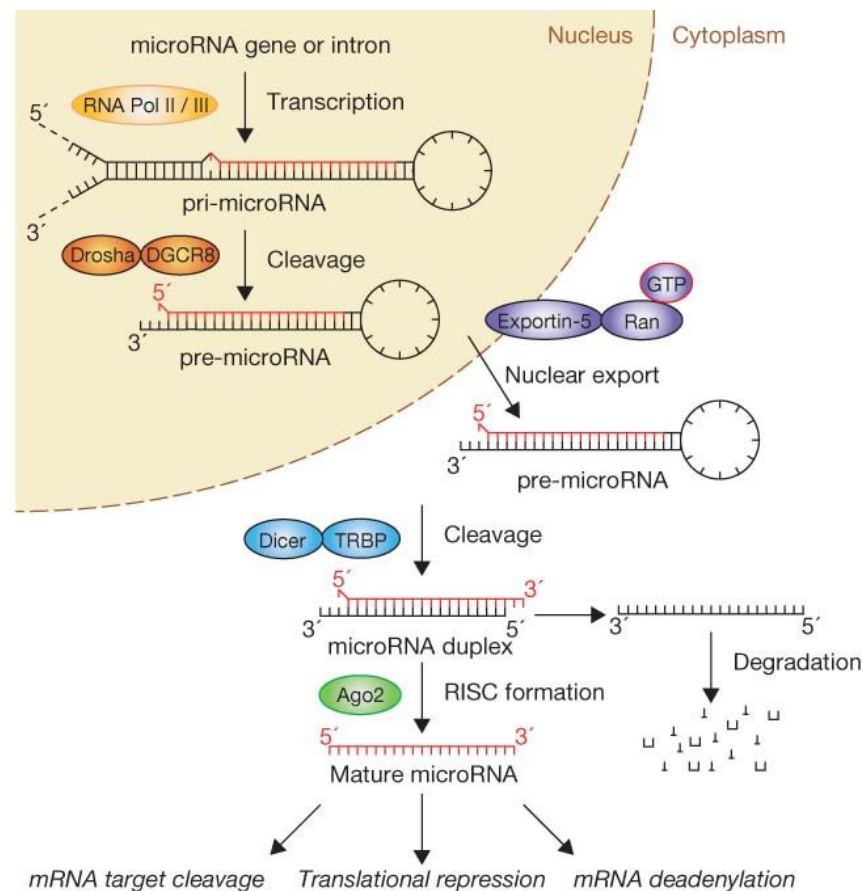 Nucleus Cytoplasm
microRNA gene or intron
RNA Pol II / III
Transcription
5´
pri-microRNA
3´
Drosha DGCR8
Cleavage
5´
3´
pre-microRNA
GTP
Exportin-5 Ran
Nuclear export
5´
3´
pre-microRNA
Dicer TRBP
Cleavage
5´ 3´
3´ 5´
microRNA duplex
3´ 5´
Degradation
Ago2
RISC formation
5´ 3´
Mature microRNA
mRNA target cleavage Translational repression mRNA deadenylation